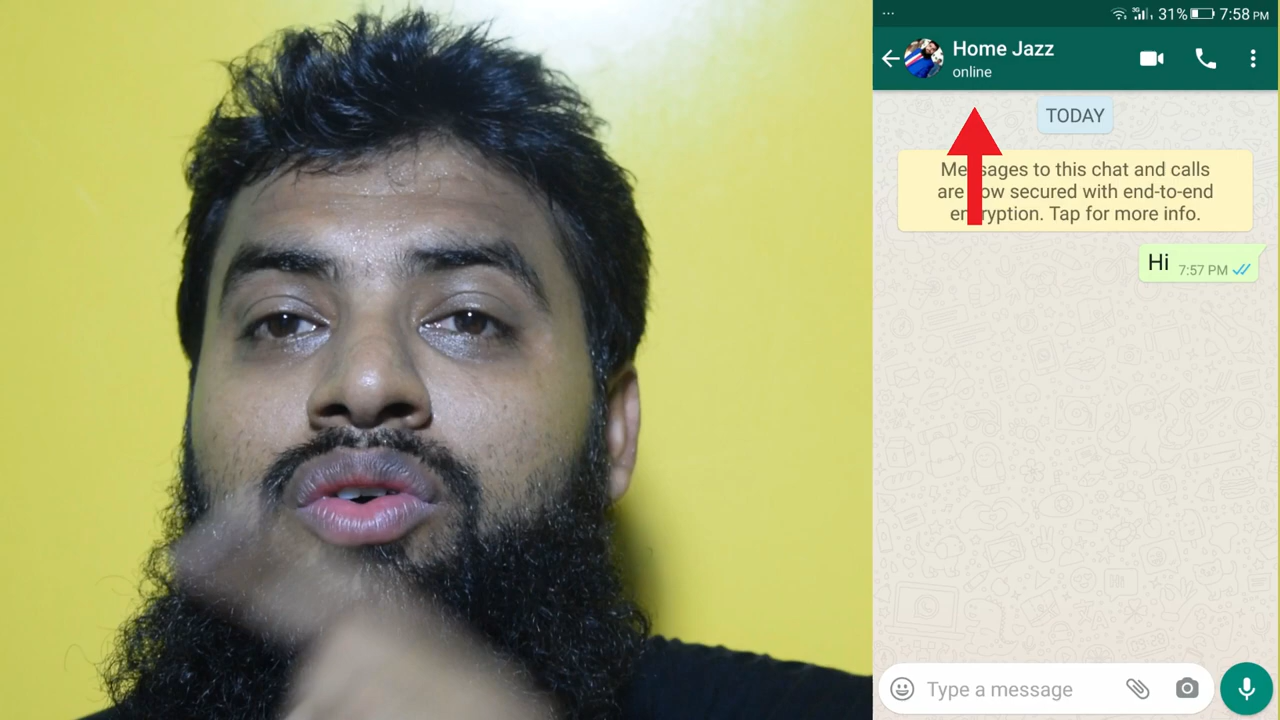 31% 7:58 PM
Home Jazz
online
TODAY
Messages to this chat and calls
are now secured with end-to-end
encryption. Tap for more info.
Hi 7:57 PM
Type a message